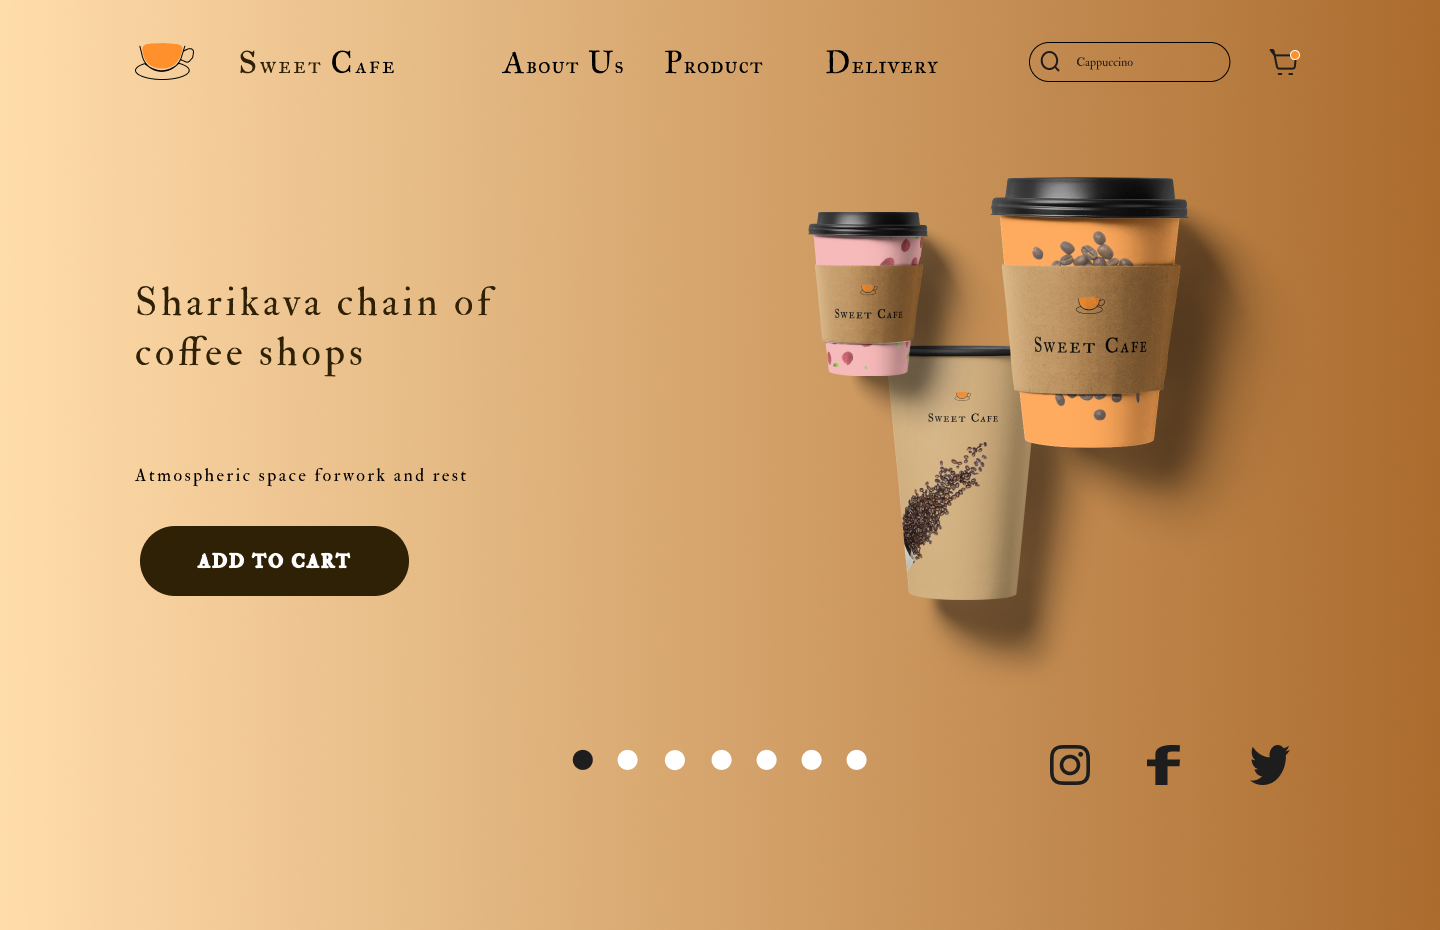 Sweet Cafe
About Us
Product
Delivery
Cappuccino
Sharikava chain of
coffee shops
Atmospheric space forwork and rest
ADD TO CART
Sweet Cafe
Sweet Cafe
Sweet Cafe